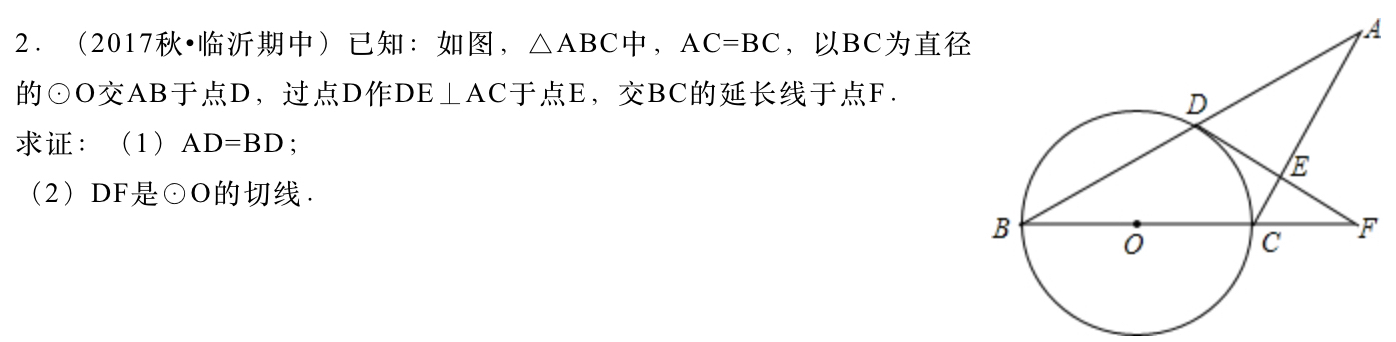 2．（2017秋•临沂期中）已知：如图，△ABC中，AC=BC，以BC为直径
的⊙O交AB于点D，过点D作DE⊥AC于点E，交BC的延长线于点F．
求证：（1）AD=BD；
（2）DF是⊙O的切线．
A
D
E
B
O
C
F